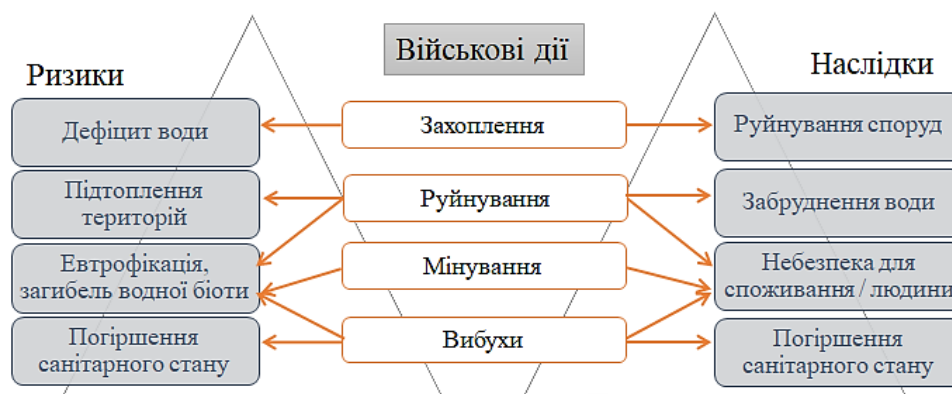 Військові дії
Ризики
Наслідки
Дефіцит води
Захоплення
Руйнування споруд
Підтоплення
територій
Руйнування
Забруднення води
Евтрофікація,
загибель водної біоти
Мінування
Небезпека для
споживання / людини
Погіршення
санітарного стану
Вибухи
Погіршення
санітарного стану